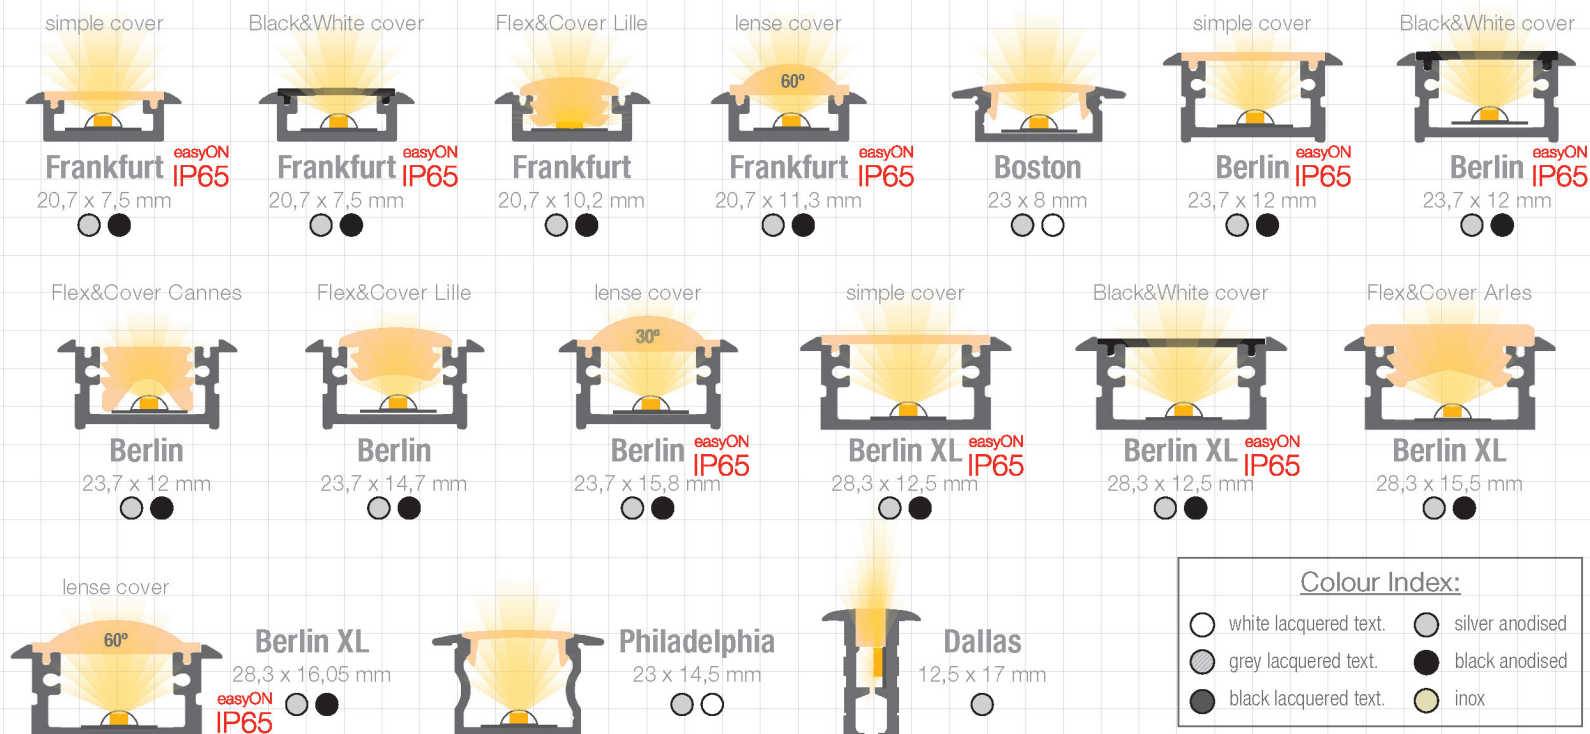 simple cover
Black&White cover
Flex&Cover Lille
lense cover
simple cover
Black&White cover
60º
Frankfurt easyON IP65
20,7 x 7,5 mm
Frankfurt easyON IP65
20,7 x 7,5 mm
Frankfurt
20,7 x 10,2 mm
Frankfurt easyON IP65
20,7 x 11,3 mm
Boston
23 x 8 mm
Berlin easyON IP65
23,7 x 12 mm
Berlin easyON IP65
23,7 x 12 mm
Flex&Cover Cannes
Flex&Cover Lille
lense cover
simple cover
Black&White cover
Flex&Cover Arles
30º
Berlin
23,7 x 12 mm
Berlin
23,7 x 14,7 mm
Berlin easyON IP65
23,7 x 15,8 mm
Berlin XL easyON IP65
28,3 x 12,5 mm
Berlin XL easyON IP65
28,3 x 12,5 mm
Berlin XL
28,3 x 15,5 mm
lense cover
60º
Berlin XL
28,3 x 16,05 mm
easyON
IP65
Philadelphia
23 x 14,5 mm
Dallas
12,5 x 17 mm
Colour Index:
white lacquered text.
silver anodised
grey lacquered text.
black anodised
black lacquered text.
inox